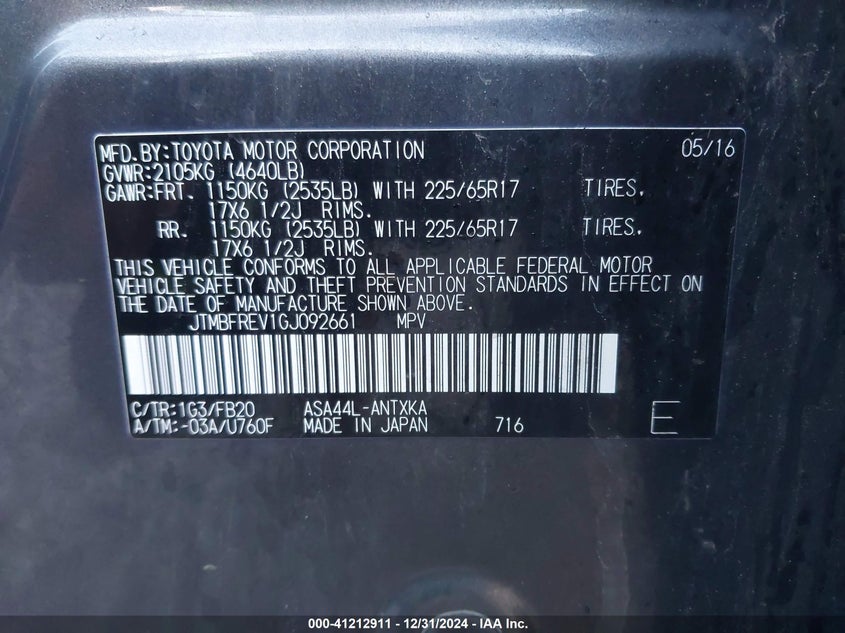 MFD.BY:TOYOTA MOTOR CORPORATION 05/16
GVWR:2105KG (4640LB)
GAWR:FRT. 1150KG (2535LB) WITH 225/65R17 TIRES,
17X6 1/2J RIMS.
RR. 1150KG (2535LB) WITH 225/65R17 TIRES,
17X6 1/2J RIMS.
THIS VEHICLE CONFORMS TO ALL APPLICABLE FEDERAL MOTOR
VEHICLE SAFETY AND THEFT PREVENTION STANDARDS IN EFFECT ON
THE DATE OF MANUFACTURE SHOWN ABOVE.
JTMBFREV1GJ092661 MPV
C/TR:1G3/FB20 ASA44L-ANTXKA
A/TM:-03A/U760F MADE IN JAPAN 716 E
000-41212911 - 12/31/2024 - IAA Inc.